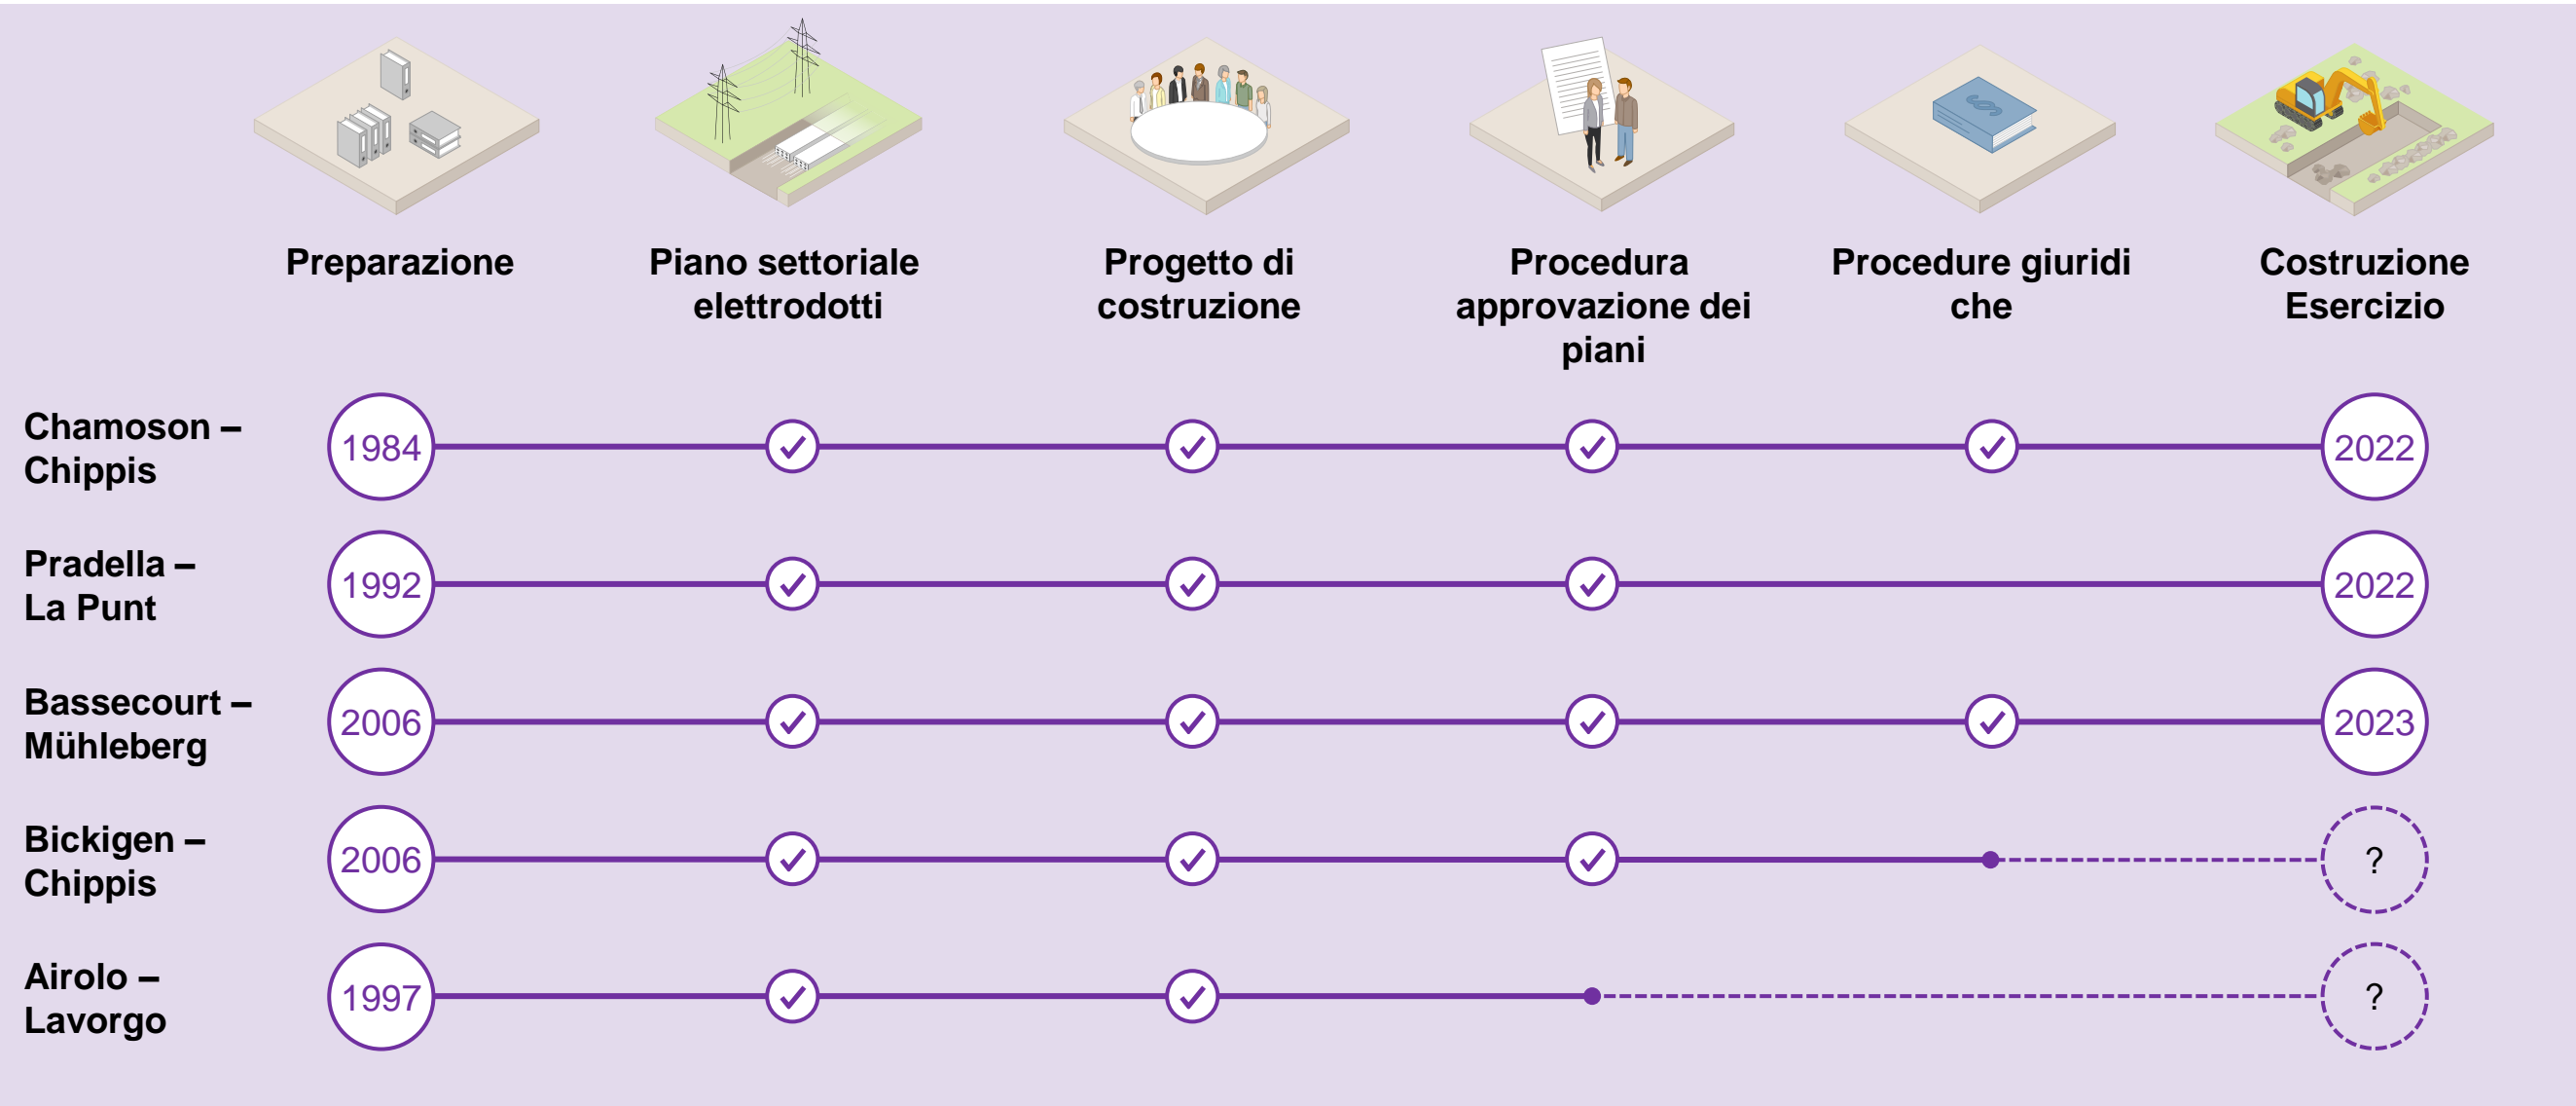 Preparazione
Piano settoriale
elettrodotti
Progetto di
costruzione
Procedura
approvazione dei
piani
Procedure giuridi
che
Costruzione
Esercizio
Chamoson –
Chippis
1984
2022
Pradella –
La Punt
1992
2022
Bassecourt –
Mühleberg
2006
2023
Bickigen –
Chippis
2006
?
Airolo –
Lavorgo
1997
?